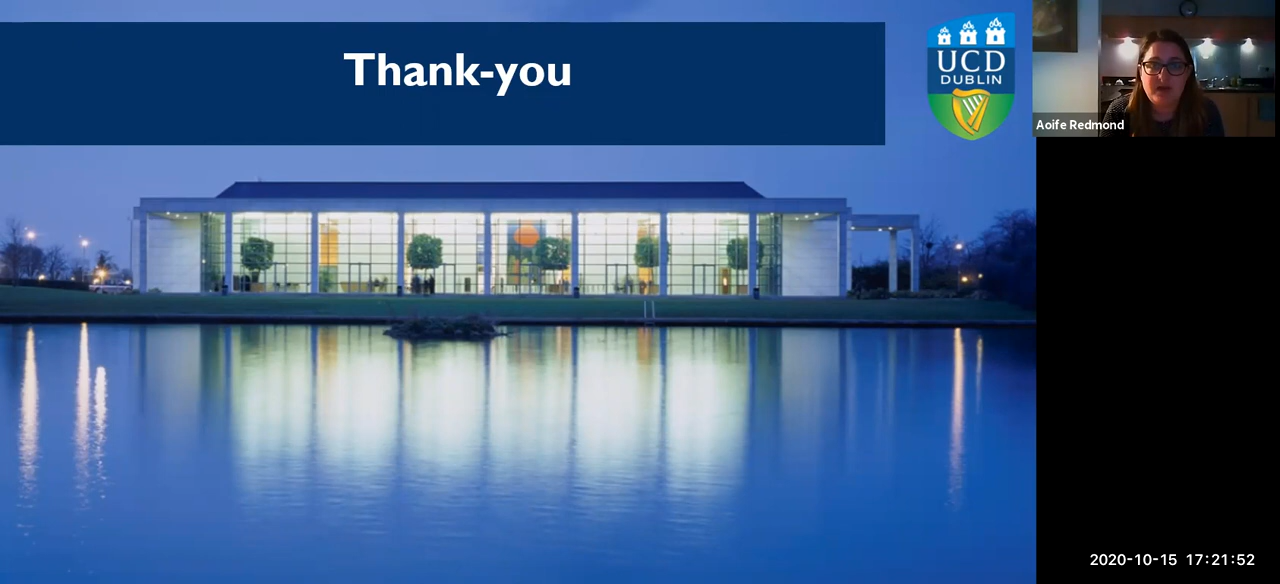 Thank-you
UCD
DUBLIN
Aoife Redmond
2020-10-15 17:21:52